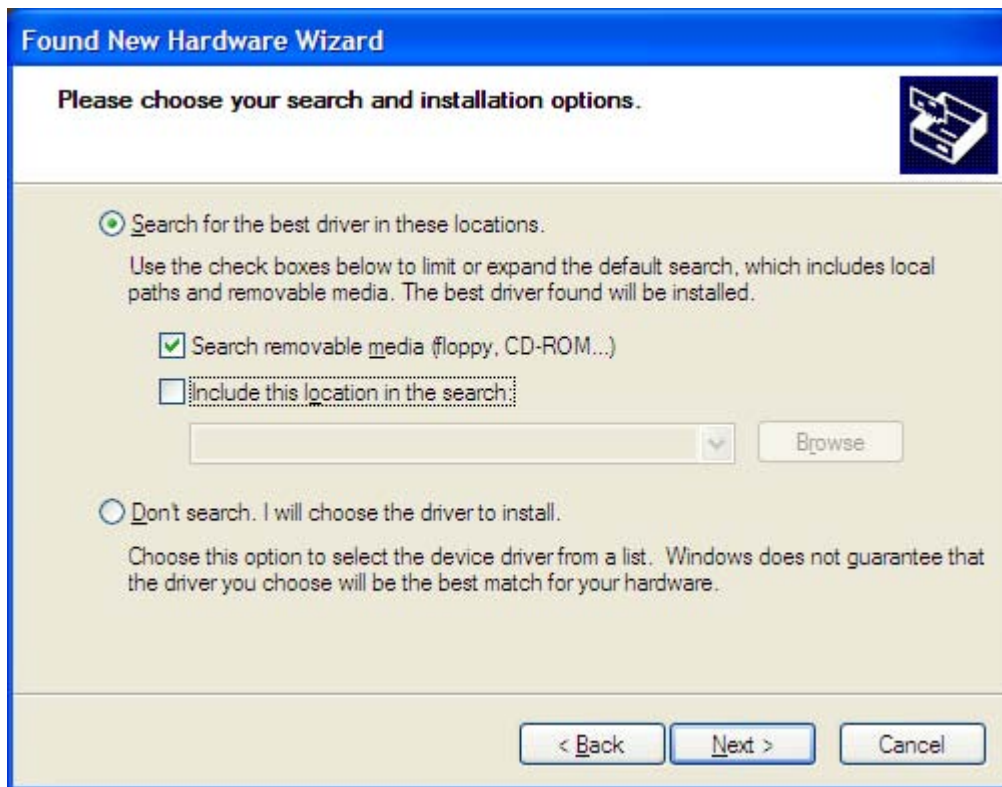 Found New Hardware Wizard
Please choose your search and installation options.
Search for the best driver in these locations.
Use the check boxes below to limit or expand the default search, which includes local
paths and removable media. The best driver found will be installed.
Search removable media (floppy, CD-ROM...)
Include this location in the search:
Browse
Don't search. I will choose the driver to install.
Choose this option to select the device driver from a list.  Windows does not guarantee that
the driver you choose will be the best match for your hardware.
< Back
Next >
Cancel